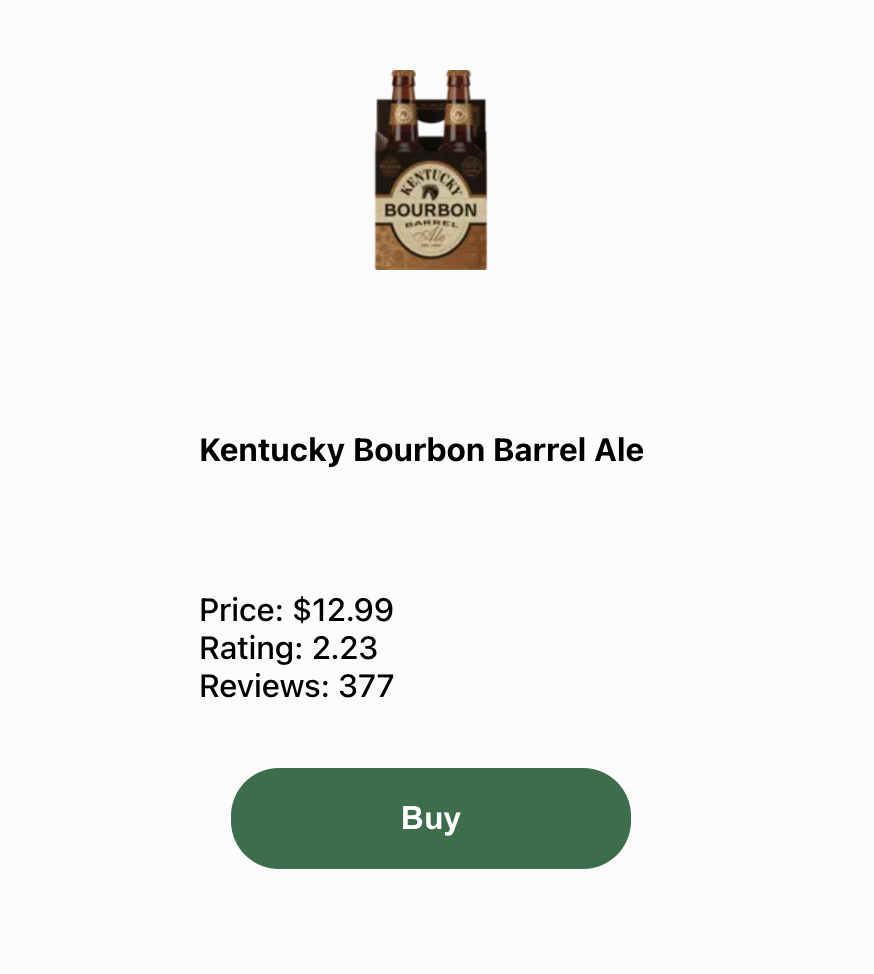 KENTUCKY
BOURBON
BARREL
Ale
Kentucky Bourbon Barrel Ale
Price: $12.99
Rating: 2.23
Reviews: 377
Buy